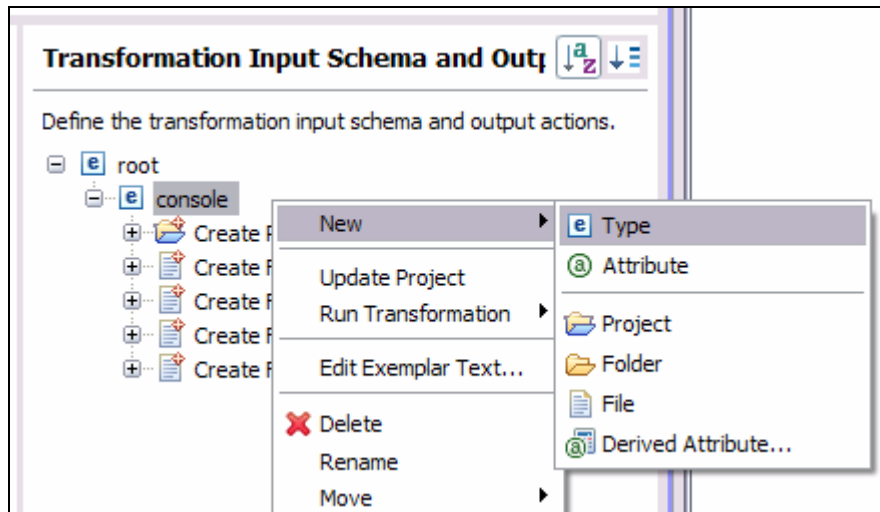 Transformation Input Schema and Outp
Define the transformation input schema and output actions.
root
console
Create F
Create F
Create F
Create F
Create F
New
Update Project
Run Transformation
Edit Exemplar Text...
Delete
Rename
Move
Type
Attribute
Project
Folder
File
Derived Attribute...